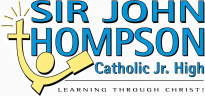 SIR JOHN
THOMPSON
Catholic Jr. High
LEARNING THROUGH CHRIST!